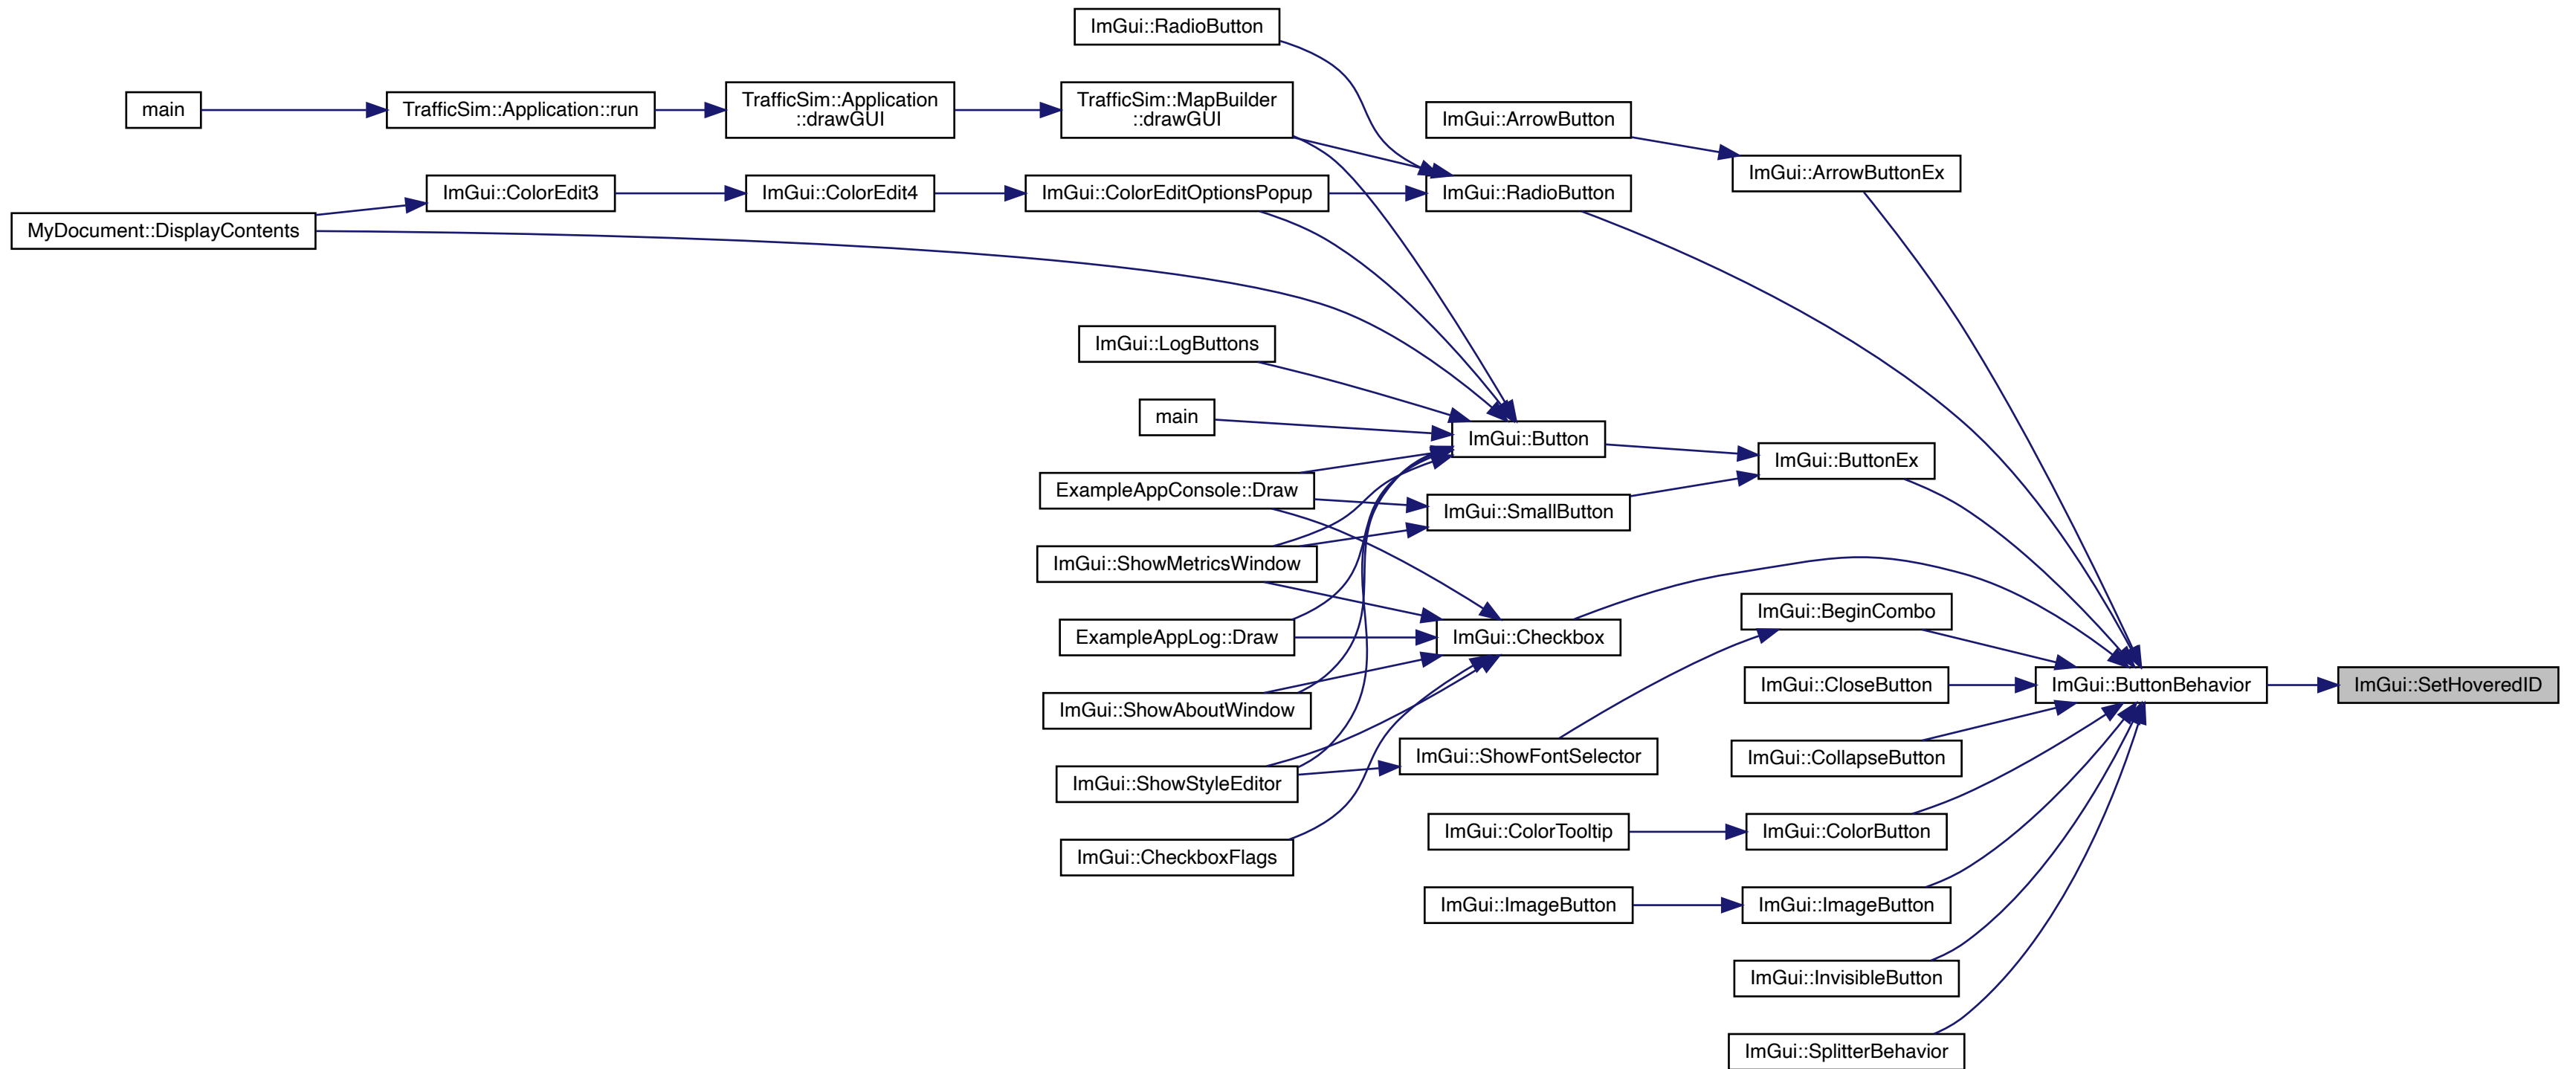 ImGui::RadioButton
main
TrafficSim::Application::run
TrafficSim::Application
::drawGUI
TrafficSim::MapBuilder
::drawGUI
ImGui::ArrowButton
ImGui::ArrowButtonEx
MyDocument::DisplayContents
ImGui::ColorEdit3
ImGui::ColorEdit4
ImGui::ColorEditOptionsPopup
ImGui::RadioButton
ImGui::LogButtons
main
ImGui::Button
ImGui::ButtonEx
ExampleAppConsole::Draw
ImGui::SmallButton
ImGui::ShowMetricsWindow
ExampleAppLog::Draw
ImGui::Checkbox
ImGui::BeginCombo
ImGui::CloseButton
ImGui::ButtonBehavior
ImGui::SetHoveredID
ImGui::ShowAboutWindow
ImGui::ShowFontSelector
ImGui::CollapseButton
ImGui::ShowStyleEditor
ImGui::ColorTooltip
ImGui::ColorButton
ImGui::CheckboxFlags
ImGui::ImageButton
ImGui::ImageButton
ImGui::InvisibleButton
ImGui::SplitterBehavior